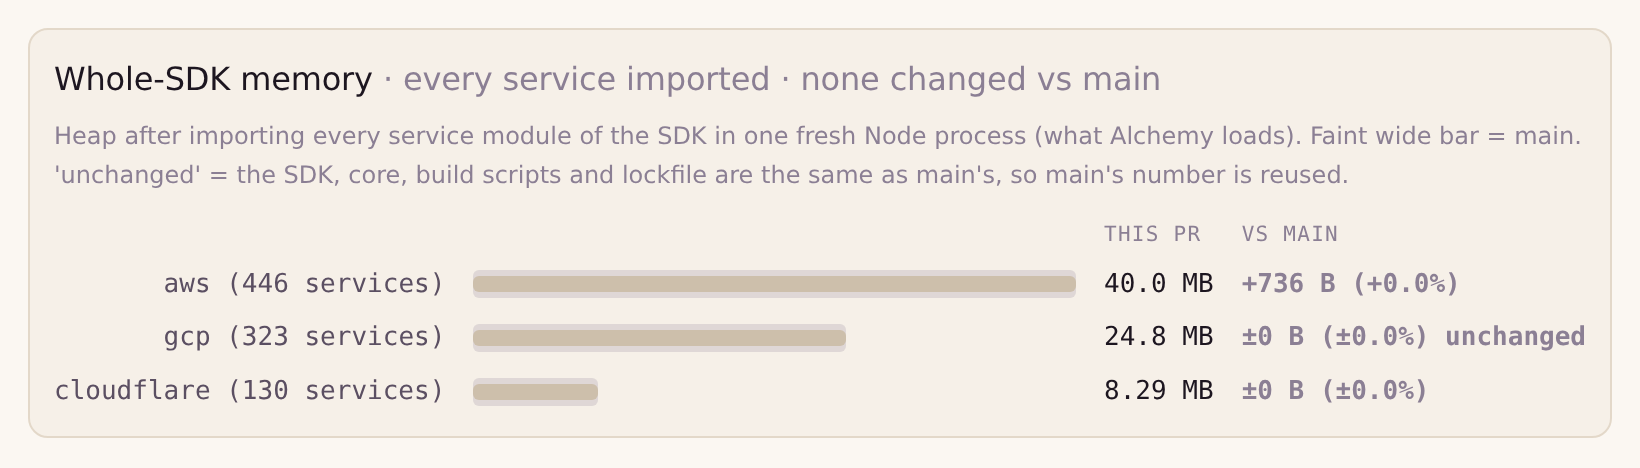 Whole-SDK memory · every service imported · none changed vs main
Heap after importing every service module of the SDK in one fresh Node process (what Alchemy loads). Faint wide bar = main.
'unchanged' = the SDK, core, build scripts and lockfile are the same as main's, so main's number is reused.
THIS PR VS MAIN
aws (446 services) 40.0 MB +736 B (+0.0%)
gcp (323 services) 24.8 MB ±0 B (±0.0%) unchanged
cloudflare (130 services) 8.29 MB ±0 B (±0.0%)